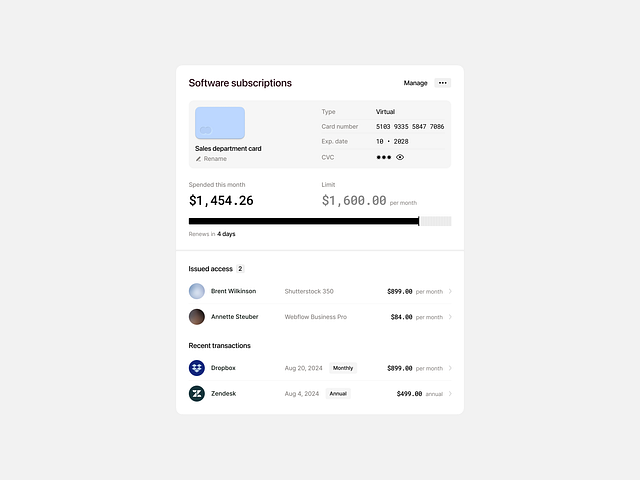 Software subscriptions
Manage
Type Virtual
Card number 5103 9335 5847 7086
Exp. date 10 • 2028
CVC •••
Sales department card
Rename
Spended this month
$1,454.26
Limit
$1,600.00 per month
Renews in 4 days
Issued access 2
Brent Wilkinson Shutterstock 350 $899.00 per month
Annette Steuber Webflow Business Pro $84.00 per month
Recent transactions
Dropbox Aug 20, 2024 Monthly $899.00 per month
Zendesk Aug 4, 2024 Annual $499.00 annual